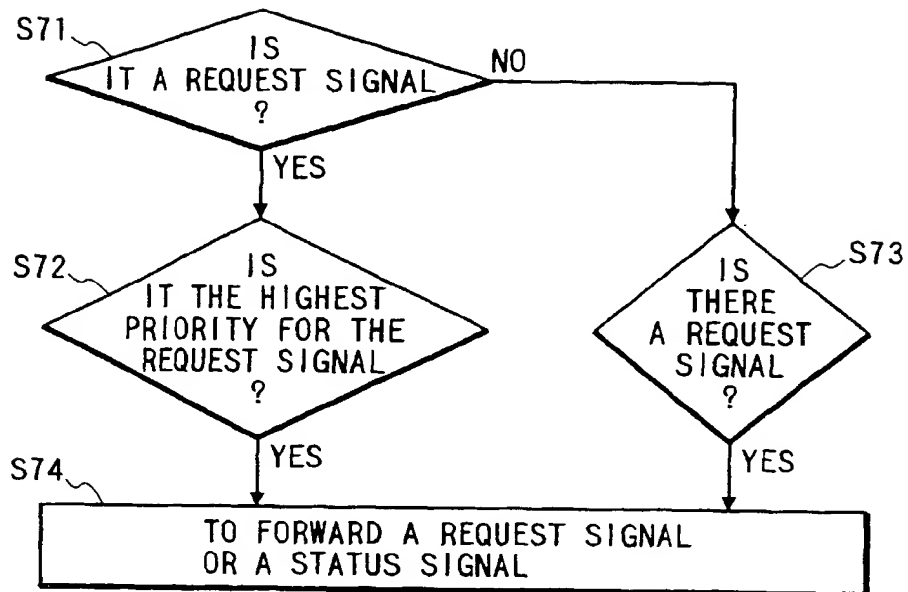 S71
IS
IT A REQUEST SIGNAL
?
NO
YES
S72
IS
IT THE HIGHEST
PRIORITY FOR THE
REQUEST SIGNAL
?
YES
S73
IS
THERE
A REQUEST
SIGNAL
?
YES
S74
TO FORWARD A REQUEST SIGNAL
OR A STATUS SIGNAL